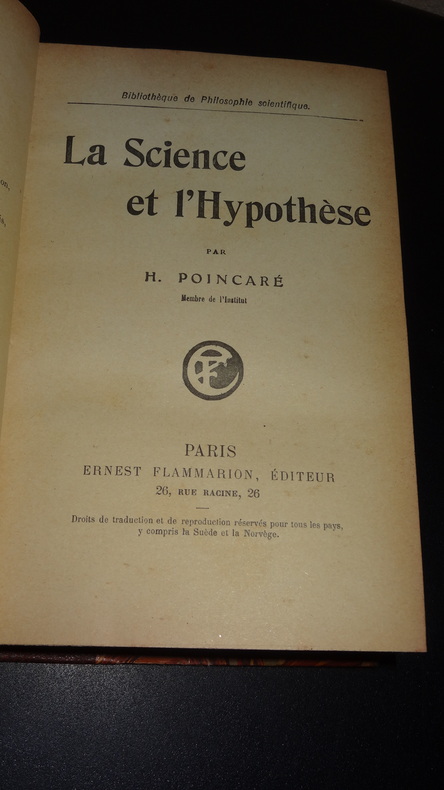 Bibliothèque de Philosophie scientifique.
La Science
et l'Hypothèse
PAR
H. POINCARÉ
Membre de l'Institut
PARIS
ERNEST FLAMMARION, ÉDITEUR
26, RUE RACINE, 26
Droits de traduction et de reproduction réservés pour tous les pays,
y compris la Suède et la Norvège.